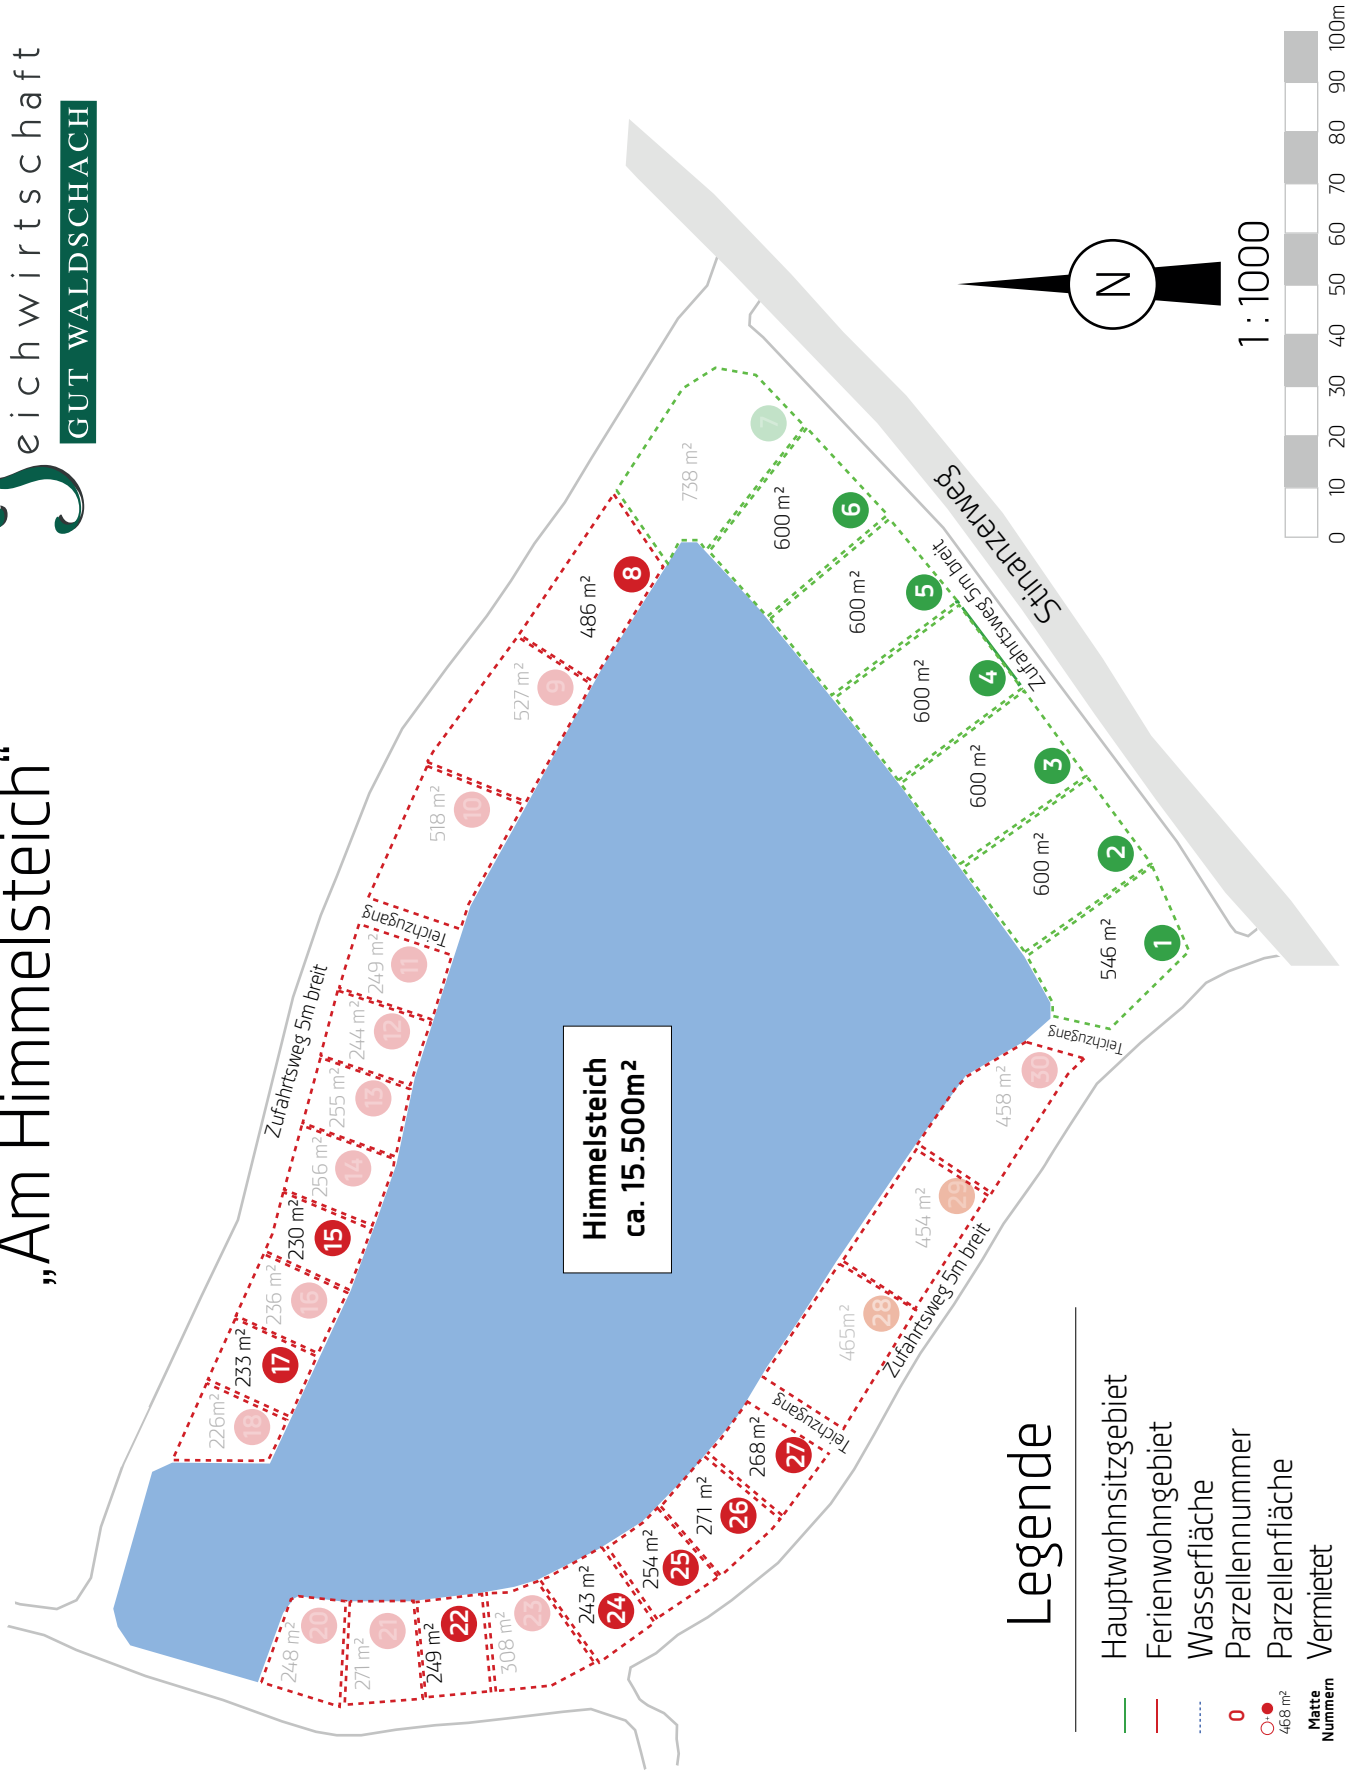 eichwirtschaft
GUT WALDSCHACH
„Am Himmelsteich“
Zufahrtsweg 5m breit
226m²
18
233 m²
17
236 m²
16
230 m²
15
256 m²
14
255 m²
13
244 m²
12
249 m²
11
Teichzugang
518 m²
10
527 m²
9
486 m²
8
738 m²
7
600 m²
6
600 m²
5
600 m²
4
600 m²
3
600 m²
2
546 m²
1
Zufahrtsweg 5m breit
Stinanzerweg
Himmelsteich
ca. 15.500m²
248 m²
20
271 m²
21
249 m²
22
308 m²
23
243 m²
24
254 m²
25
271 m²
26
268 m²
27
Teichzugang
465m²
28
454 m²
29
458 m²
30
Teichzugang
Zufahrtsweg 5m breit
N
1 : 1000
0 10 20 30 40 50 60 70 80 90 100m
Legende
Hauptwohnsitzgebiet
Ferienwohngebiet
Wasserfläche
0 Parzellennummer
468 m² Parzellenfläche
Matte
Nummern
Vermietet